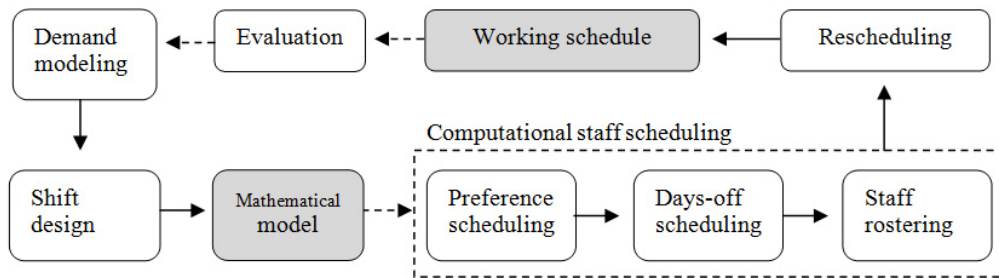 Demand
modeling
Evaluation
Working schedule
Rescheduling
Computational staff scheduling
Shift
design
Mathematical
model
Preference
scheduling
Days-off
scheduling
Staff
rostering